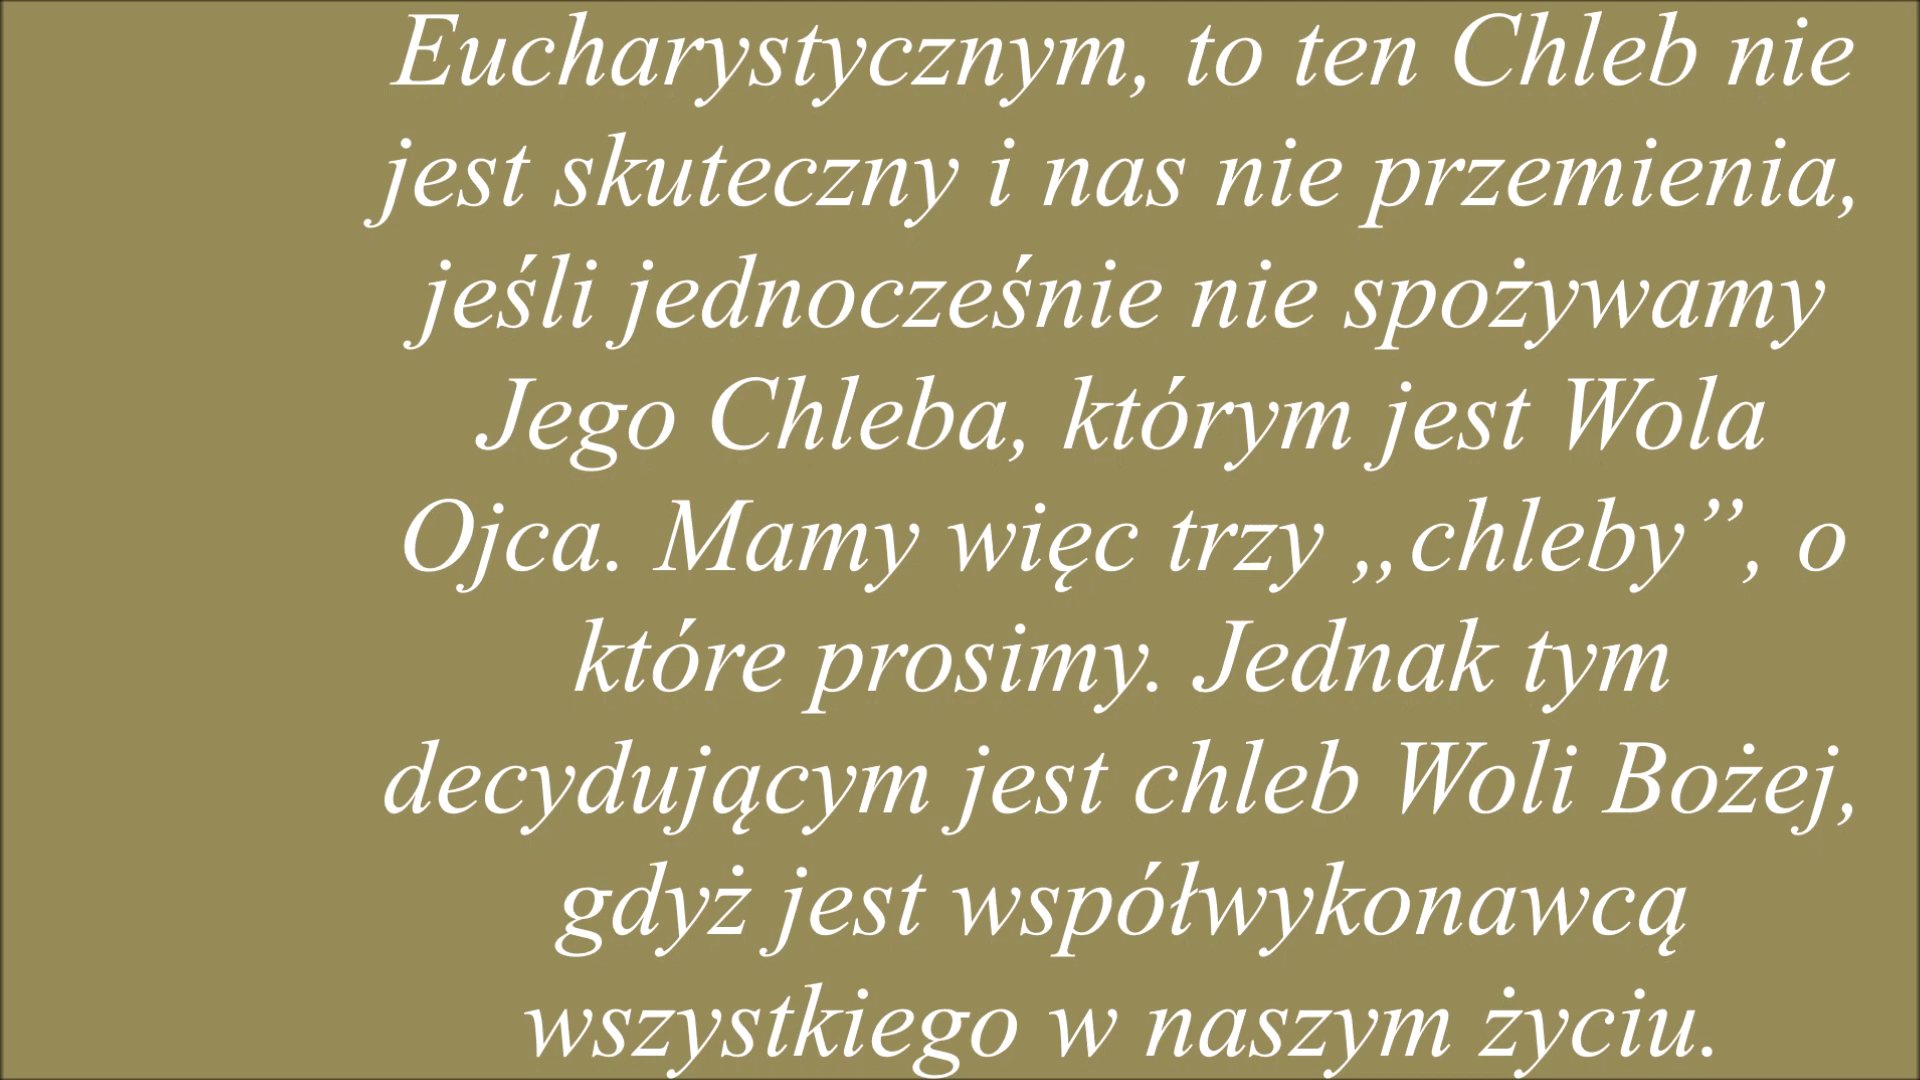 Eucharystycznym, to ten Chleb nie
jest skuteczny i nas nie przemienia,
jeśli jednocześnie nie spożywamy
Jego Chleba, którym jest Wola
Ojca. Mamy więc trzy „chleby”, o
które prosimy. Jednak tym
decydującym jest chleb Woli Bożej,
gdyż jest współwykonawcą
wszystkiego w naszym życiu.